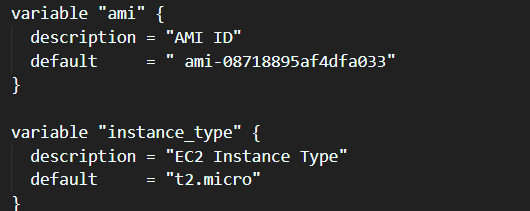 variable "ami" {
  description = "AMI ID"
  default     = " ami-08718895af4dfa033"
}
variable "instance_type" {
  description = "EC2 Instance Type"
  default     = "t2.micro"
}